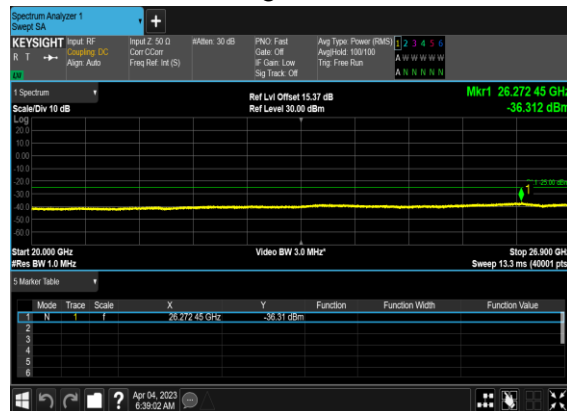 Spectrum Analyzer 1
Swept SA
+
KEYSIGHT Input: RF Input Z: 50 Ω #Atten: 30 dB PNO: Fast Avg Type: Power (RMS) 1 2 3 4 5 6
R T Coupling: DC Corr CCorr Gate: Off Avg|Hold: 100/100 A W W W W W
Align: Auto Freq Ref: Int (S) IF Gain: Low Trig: Free Run
Sig Track: Off A N N N N N
1 Spectrum Ref Lvl Offset 15.37 dB Mkr1 26.272 45 GHz
Scale/Div 10 dB Ref Level 30.00 dBm -36.312 dBm
Log
20.0
10.0
0.00
-10.0
-20.0
-25.00 dBm
1
-30.0
-40.0
-50.0
-60.0
Start 20.000 GHz Video BW 3.0 MHz* Stop 26.900 GHz
#Res BW 1.0 MHz Sweep 13.3 ms (40001 pts)
5 Marker Table
Mode Trace Scale X Y Function Function Width Function Value
1 N 1 f 26.272 45 GHz -36.31 dBm
2
3
4
5
6
? Apr 04, 2023
6:39:02 AM